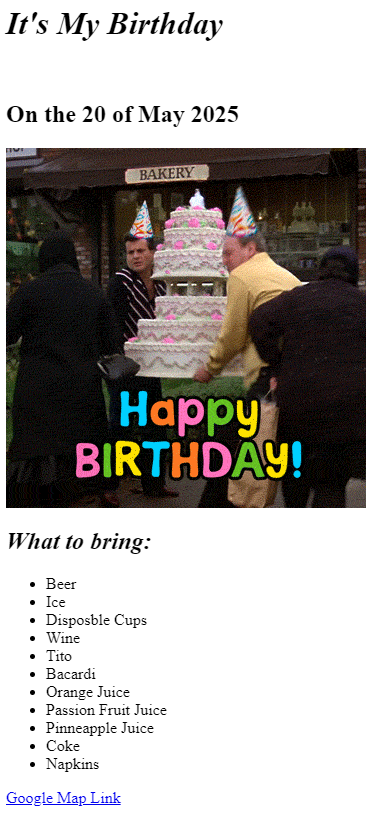 It's My Birthday
On the 20 of May 2025
BAKERY
Happy
BIRTHDAY!
What to bring:
Beer
Ice
Disposble Cups
Wine
Tito
Bacardi
Orange Juice
Passion Fruit Juice
Pinneapple Juice
Coke
Napkins
Google Map Link